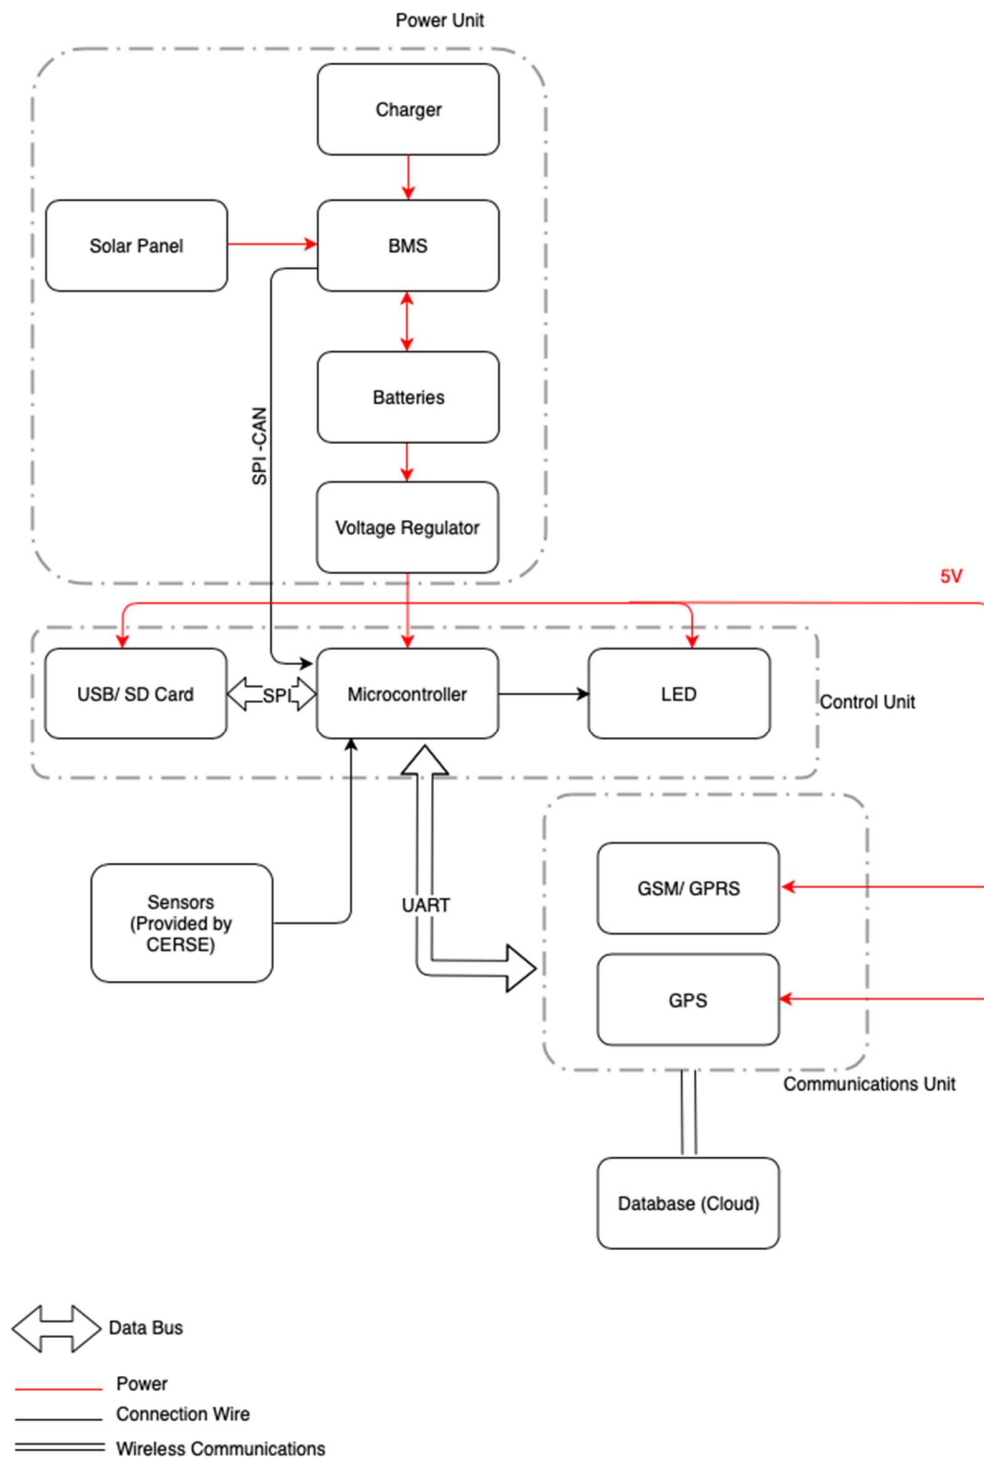 Power Unit
Charger
Solar Panel
BMS
Batteries
SPI -CAN
Voltage Regulator
5V
USB/ SD Card
SPI
Microcontroller
LED
Control Unit
Sensors
(Provided by
CERSE)
UART
GSM/ GPRS
GPS
Communications Unit
Database (Cloud)
Data Bus
Power
Connection Wire
Wireless Communications